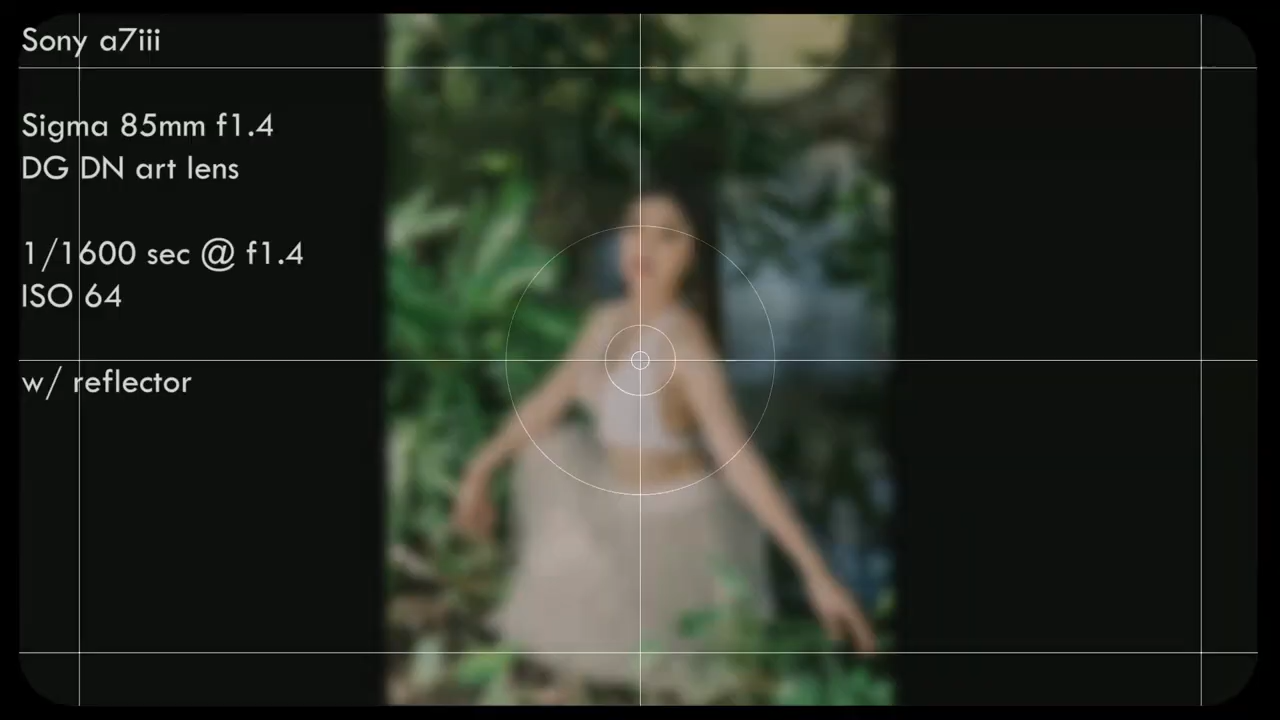 Sony a7iii
Sigma 85mm f1.4
DG DN art lens
1/1600 sec @ f1.4
ISO 64
w/ reflector